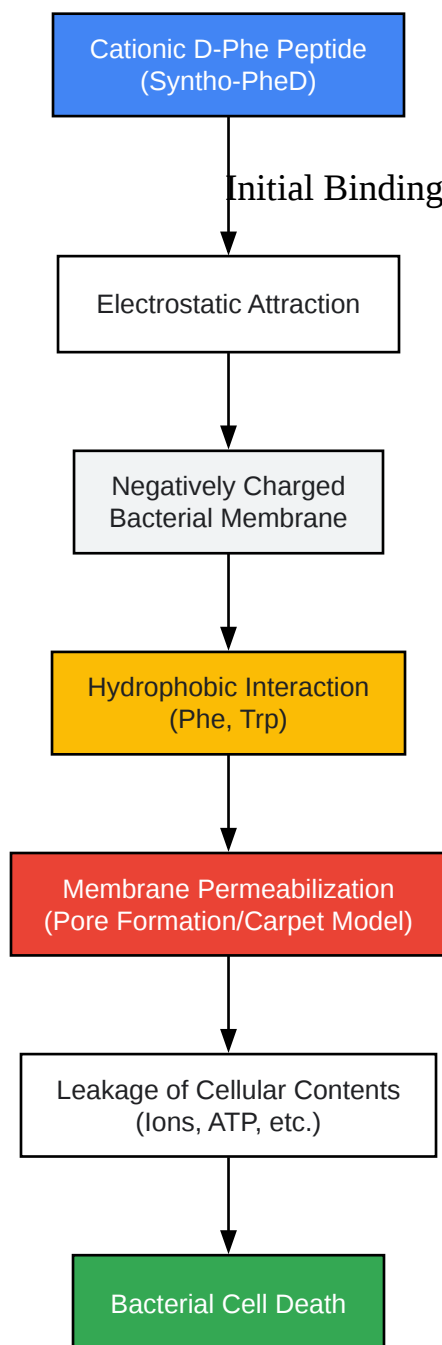 Cationic D-Phe Peptide
(Syntho-PheD)
Initial Binding
Electrostatic Attraction
Negatively Charged
Bacterial Membrane
Hydrophobic Interaction
(Phe, Trp)
Membrane Permeabilization
(Pore Formation/Carpet Model)
Leakage of Cellular Contents
(Ions, ATP, etc.)
Bacterial Cell Death